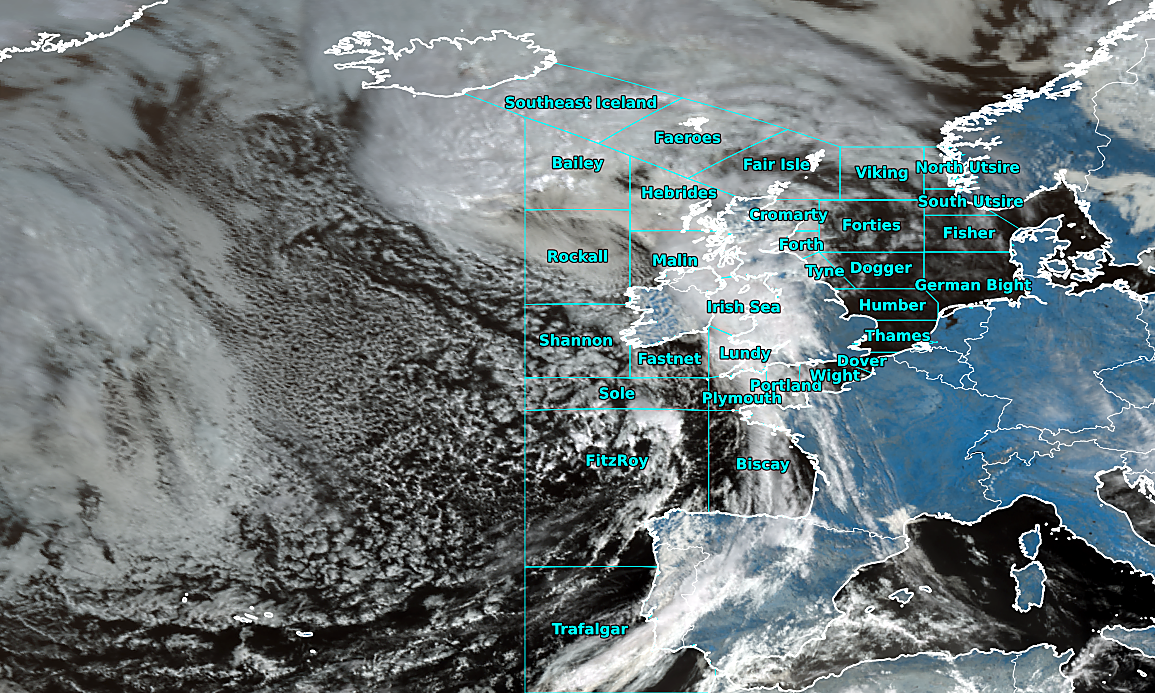 Southeast Iceland
Faeroes
Bailey
Fair Isle
Viking
North Utsire
Hebrides
South Utsire
Cromarty
Forties
Fisher
Forth
Rockall
Malin
Tyne
Dogger
German Bight
Irish Sea
Humber
Shannon
Thames
Fastnet
Lundy
Dover
Wight
Portland
Sole
Plymouth
FitzRoy
Biscay
Trafalgar